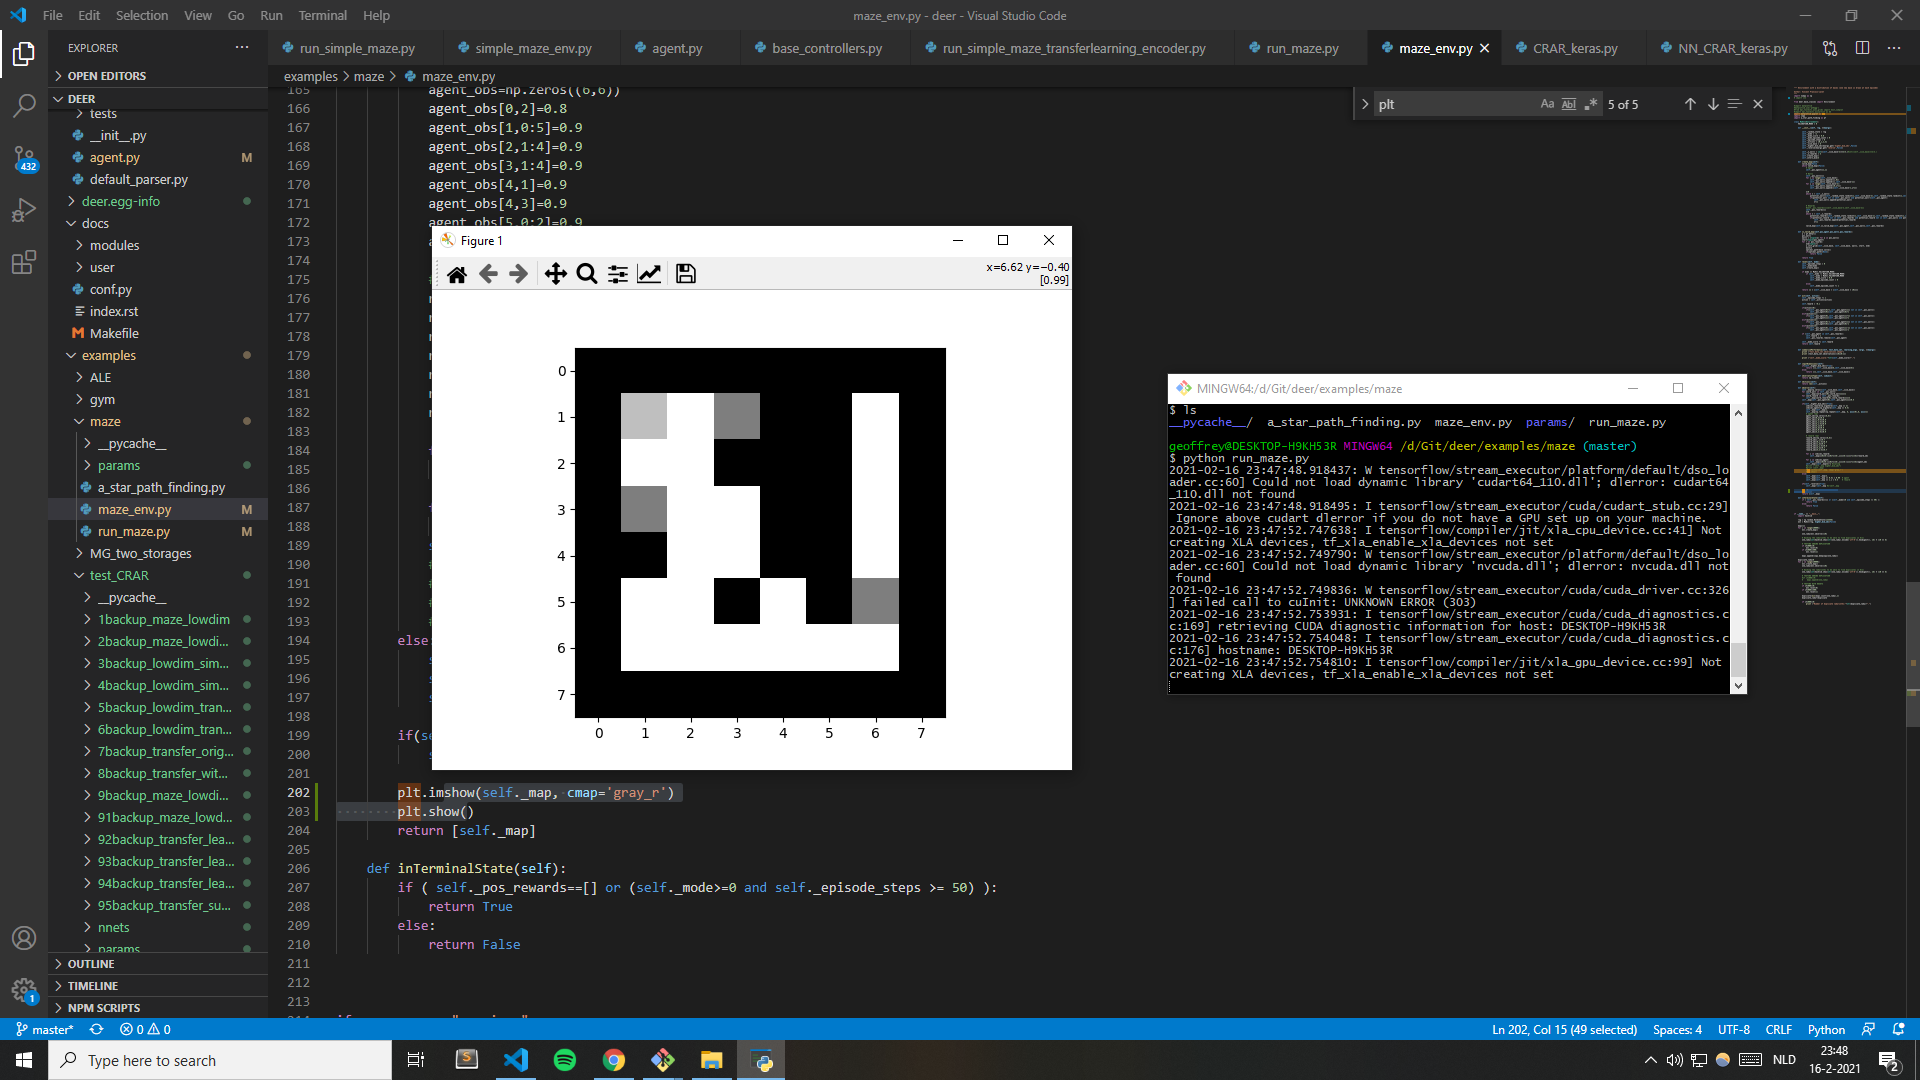 File Edit Selection View Go Run Terminal Help
maze_env.py - deer - Visual Studio Code
EXPLORER
run_simple_maze.py
simple_maze_env.py
agent.py
base_controllers.py
run_simple_maze_transferlearning_encoder.py
run_maze.py
maze_env.py
CRAR_keras.py
NN_CRAR_keras.py
OPEN EDITORS
DEER
tests
__init__.py
agent.py M
default_parser.py
deer.egg-info
docs
modules
user
conf.py
index.rst
Makefile
examples
ALE
gym
maze
__pycache__
params
a_star_path_finding.py
maze_env.py M
run_maze.py M
MG_two_storages
test_CRAR
__pycache__
1backup_maze_lowdim
2backup_maze_lowdi...
3backup_lowdim_sim...
4backup_lowdim_sim...
5backup_lowdim_tran...
6backup_lowdim_tran...
7backup_transfer_orig...
8backup_transfer_wit...
9backup_maze_lowdi...
91backup_maze_lowd...
92backup_transfer_lea...
93backup_transfer_lea...
94backup_transfer_lea...
95backup_transfer_su...
nnets
params
OUTLINE
TIMELINE
NPM SCRIPTS
432
1
examples > maze > maze_env.py
plt
Aa Abl .*
5 of 5
165 agent_obs=np.zeros((6,6))
166 agent_obs[0,2]=0.8
167 agent_obs[1,0:5]=0.9
168 agent_obs[2,1:4]=0.9
169 agent_obs[3,1:4]=0.9
170 agent_obs[4,1]=0.9
171 agent_obs[4,3]=0.9
172 agent_obs[5,0:2]=0.9
173
174
175 #
176
177
178
179
180
181
182
183
184
185
186
187
188
189
190 #
191 #
192 #
193 #
194 else:
195
196
197
198
199 if(se
200
201
202 plt.imshow(self._map, cmap='gray_r')
203 plt.show()
204 return [self._map]
205
206 def inTerminalState(self):
207 if ( self._pos_rewards==[] or (self._mode>=0 and self._episode_steps >= 50) ):
208 return True
209 else:
210 return False
211
212
213
Figure 1
x=6.62 y=−0.40
[0.99]
0
1
2
3
4
5
6
7
0 1 2 3 4 5 6 7
MINGW64:/d/Git/deer/examples/maze
$ ls
__pycache__/ a_star_path_finding.py maze_env.py params/ run_maze.py
geoffrey@DESKTOP-H9KH53R MINGW64 /d/Git/deer/examples/maze (master)
$ python run_maze.py
2021-02-16 23:47:48.918437: W tensorflow/stream_executor/platform/default/dso_lo
ader.cc:60] Could not load dynamic library 'cudart64_110.dll'; dlerror: cudart64
_110.dll not found
2021-02-16 23:47:48.918495: I tensorflow/stream_executor/cuda/cudart_stub.cc:29]
Ignore above cudart dlerror if you do not have a GPU set up on your machine.
2021-02-16 23:47:52.747638: I tensorflow/compiler/jit/xla_cpu_device.cc:41] Not
creating XLA devices, tf_xla_enable_xla_devices not set
2021-02-16 23:47:52.749790: W tensorflow/stream_executor/platform/default/dso_lo
ader.cc:60] Could not load dynamic library 'nvcuda.dll'; dlerror: nvcuda.dll not
found
2021-02-16 23:47:52.749836: W tensorflow/stream_executor/cuda/cuda_driver.cc:326
] failed call to cuInit: UNKNOWN ERROR (303)
2021-02-16 23:47:52.753931: I tensorflow/stream_executor/cuda/cuda_diagnostics.c
c:169] retrieving CUDA diagnostic information for host: DESKTOP-H9KH53R
2021-02-16 23:47:52.754048: I tensorflow/stream_executor/cuda/cuda_diagnostics.c
c:176] hostname: DESKTOP-H9KH53R
2021-02-16 23:47:52.754810: I tensorflow/compiler/jit/xla_gpu_device.cc:99] Not
creating XLA devices, tf_xla_enable_xla_devices not set
master* 0 0
Ln 202, Col 15 (49 selected) Spaces: 4 UTF-8 CRLF Python
Type here to search
NLD
23:48
16-2-2021
2